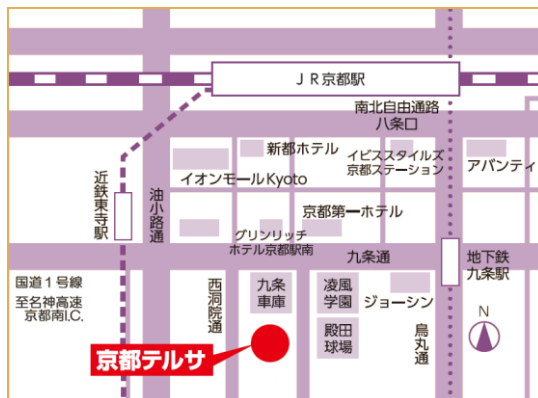 JR京都駅
南北自由通路
八条口
新都ホテル
イビススタイルズ
京都ステーション
アバンティ
イオンモールKyoto
近鉄東寺駅
油小路通
京都第一ホテル
グリンリッチ
ホテル京都駅南
九条通
地下鉄
九条駅
国道1号線
至名神高速
京都南I.C.
西洞院通
九条
車庫
凌風
学園
ジョーシン
殿田
球場
烏丸通
N
京都テルサ